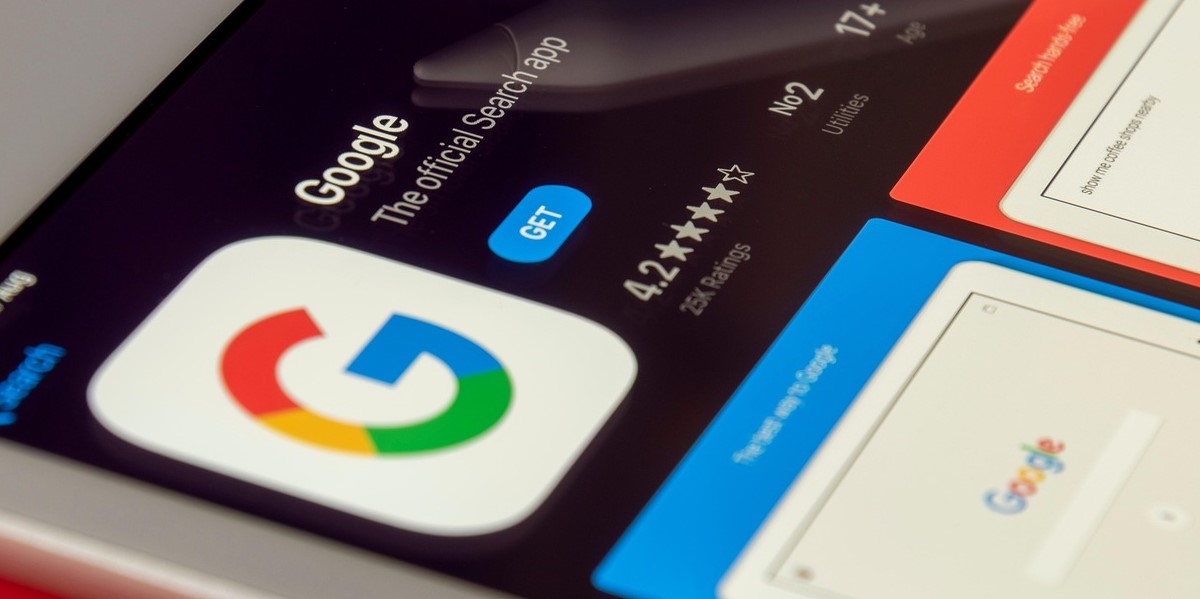 Search
Google
The official Search app
GET
4.2★★★★☆
25K Ratings
No2
Utilities
17+
Age
The best way to Google
Google
Search hands-free
show me coffee shops nearby